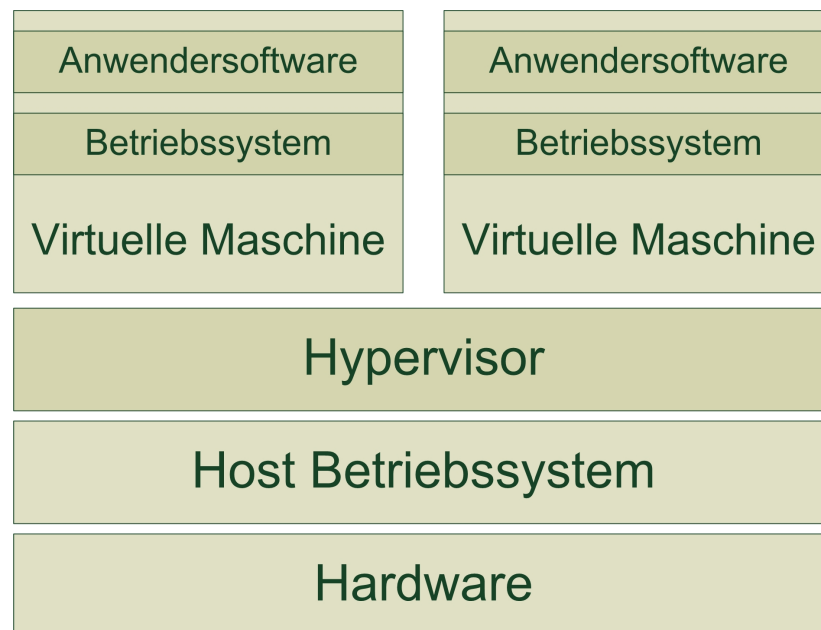 Anwendersoftware
Anwendersoftware
Betriebssystem
Betriebssystem
Virtuelle Maschine
Virtuelle Maschine
Hypervisor
Host Betriebssystem
Hardware